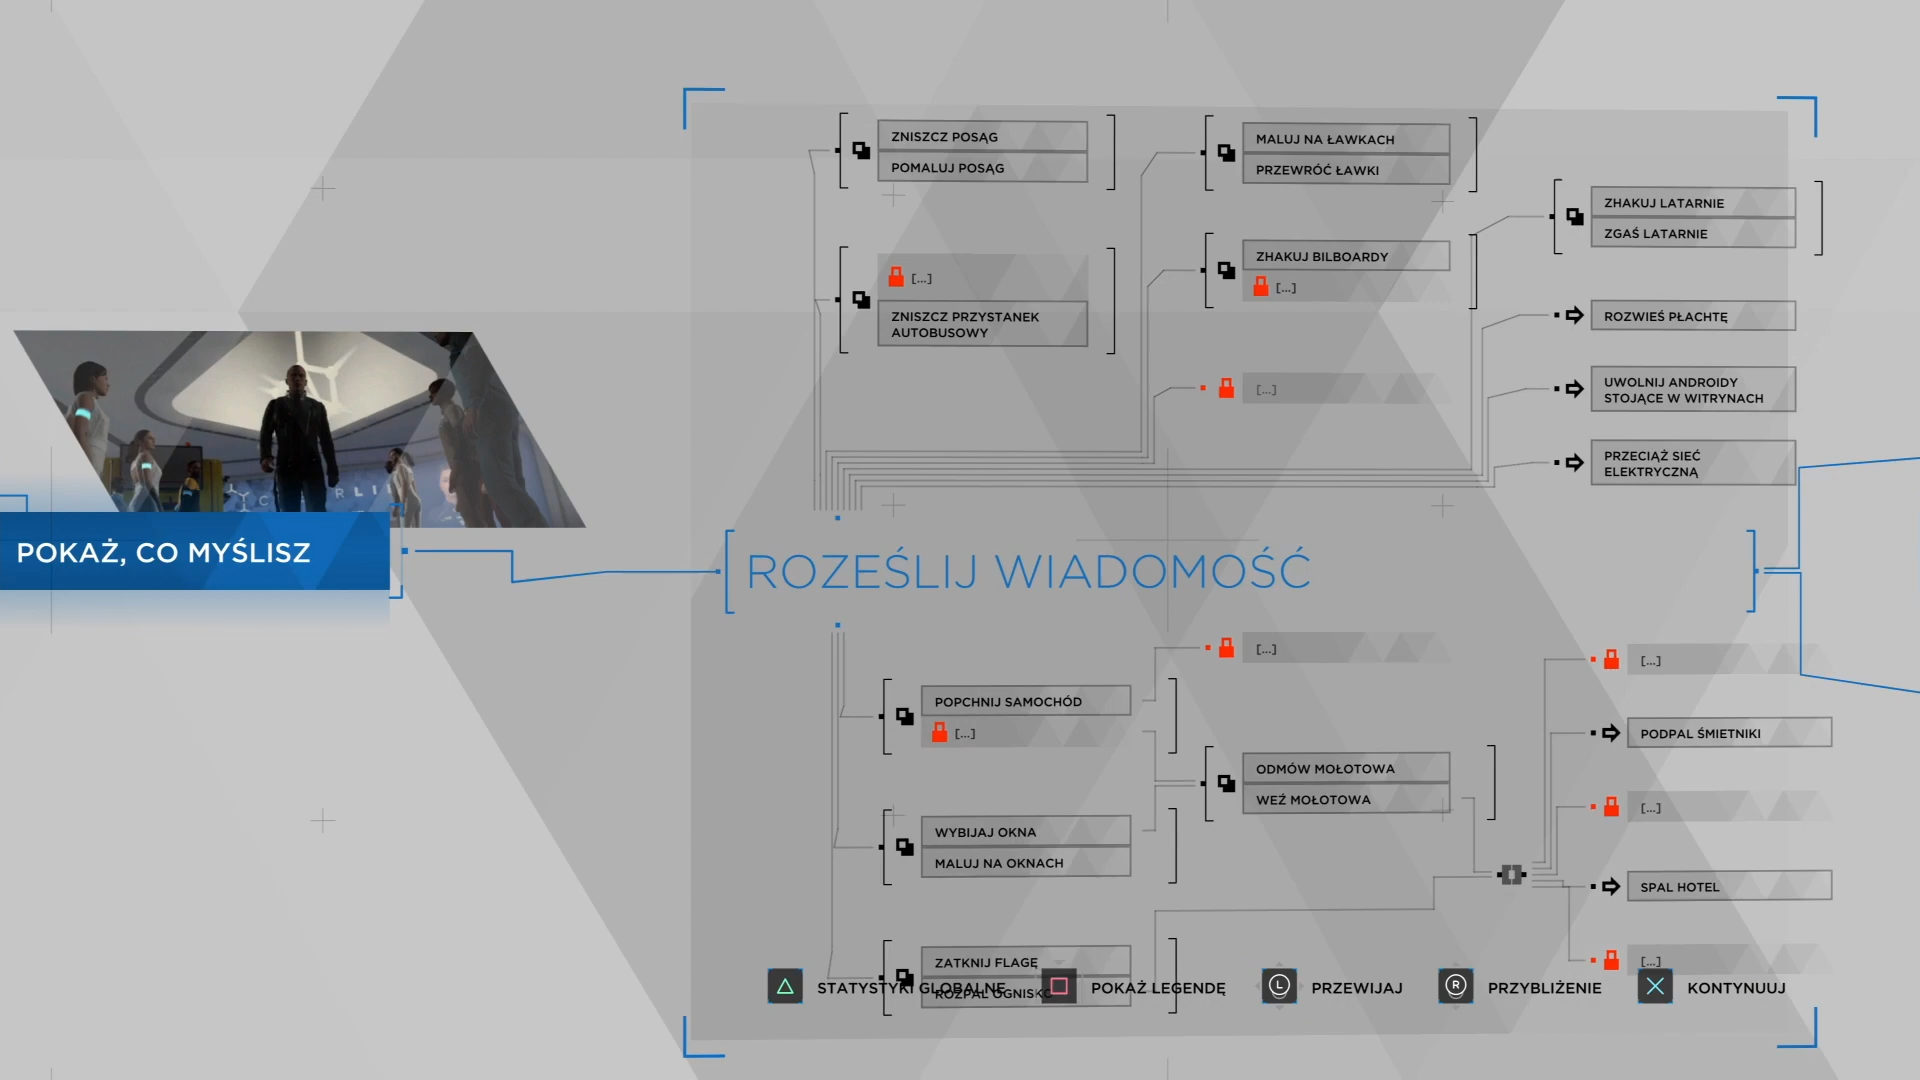 ZNISZCZ POSĄG
POMALUJ POSĄG
MALUJ NA ŁAWKACH
PRZEWRÓĆ ŁAWKI
ZHAKUJ LATARNIE
ZGAŚ LATARNIE
ZHAKUJ BILBOARDY
[...]
[...]
ZNISZCZ PRZYSTANEK
AUTOBUSOWY
ROZWIEŚ PŁACHTĘ
[...]
UWOLNIJ ANDROIDY
STOJĄCE W WITRYNACH
PRZECIĄŻ SIEĆ
ELEKTRYCZNĄ
POKAŻ, CO MYŚLISZ
ROZEŚLIJ WIADOMOŚĆ
[...]
[...]
POPCHNIJ SAMOCHÓD
[...]
PODPAL ŚMIETNIKI
ODMÓW MOŁOTOWA
WEŹ MOŁOTOWA
[...]
WYBIJAJ OKNA
MALUJ NA OKNACH
SPAL HOTEL
ZATKNIJ FLAGĘ
ROZPAL OGNISKO
[...]
STATYSTYKI GLOBALNE
POKAŻ LEGENDĘ
L PRZEWIJAJ
R PRZYBLIŻENIE
KONTYNUUJ